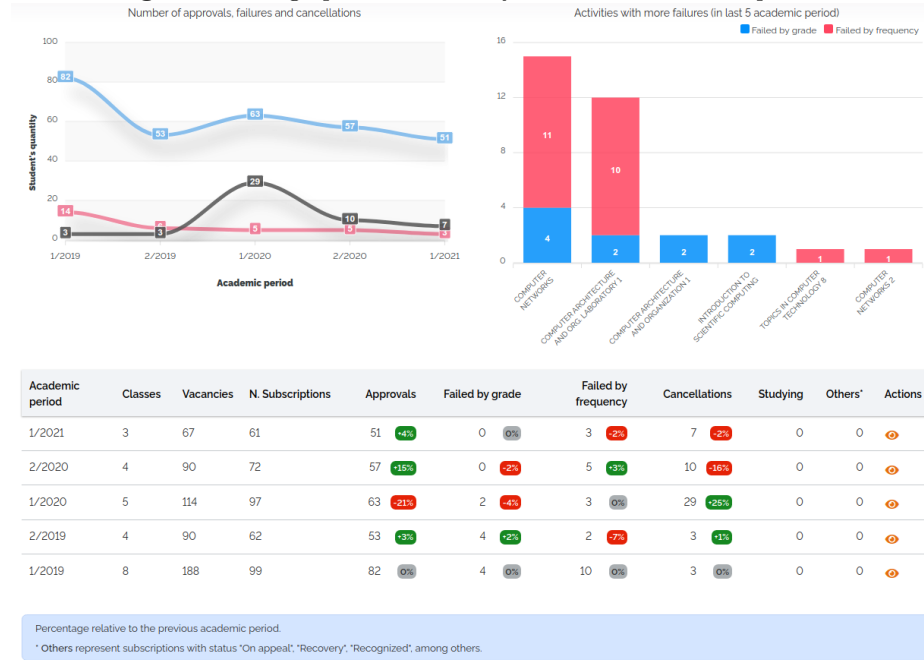 Number of approvals, failures and cancellations
100
80
60
40
20
0
Student's quantity
82
53
63
57
51
14
6
5
5
3
3
3
29
10
7
1/2019
2/2019
1/2020
2/2020
1/2021
Academic period
Activities with more failures (in last 5 academic period)
Failed by grade Failed by frequency
16
12
8
4
0
11
4
10
2
2
2
1
1
COMPUTER
NETWORKS
COMPUTER ARCHITECTURE
AND ORG. LABORATORY 1
COMPUTER ARCHITECTURE
AND ORGANIZATION 1
INTRODUCTION TO
SCIENTIFIC COMPUTING
TOPICS IN COMPUTER
TECHNOLOGY 8
COMPUTER
NETWORKS 2
Academic period Classes Vacancies N. Subscriptions Approvals Failed by grade Failed by frequency Cancellations Studying Others* Actions
1/2021 3 67 61 51 +4% 0 0% 3 -2% 7 -2% 0 0
2/2020 4 90 72 57 +15% 0 -2% 5 +3% 10 -16% 0 0
1/2020 5 114 97 63 -21% 2 -4% 3 0% 29 +25% 0 0
2/2019 4 90 62 53 +3% 4 +2% 2 -7% 3 +1% 0 0
1/2019 8 188 99 82 0% 4 0% 10 0% 3 0% 0 0
Percentage relative to the previous academic period.
* Others represent subscriptions with status "On appeal", "Recovery", "Recognized", among others.